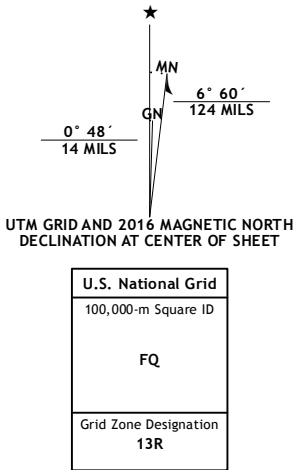 ★
MN
GN
6° 60´
124 MILS
0° 48´
14 MILS
UTM GRID AND 2016 MAGNETIC NORTH
DECLINATION AT CENTER OF SHEET
U.S. National Grid
100,000-m Square ID
FQ
Grid Zone Designation
13R